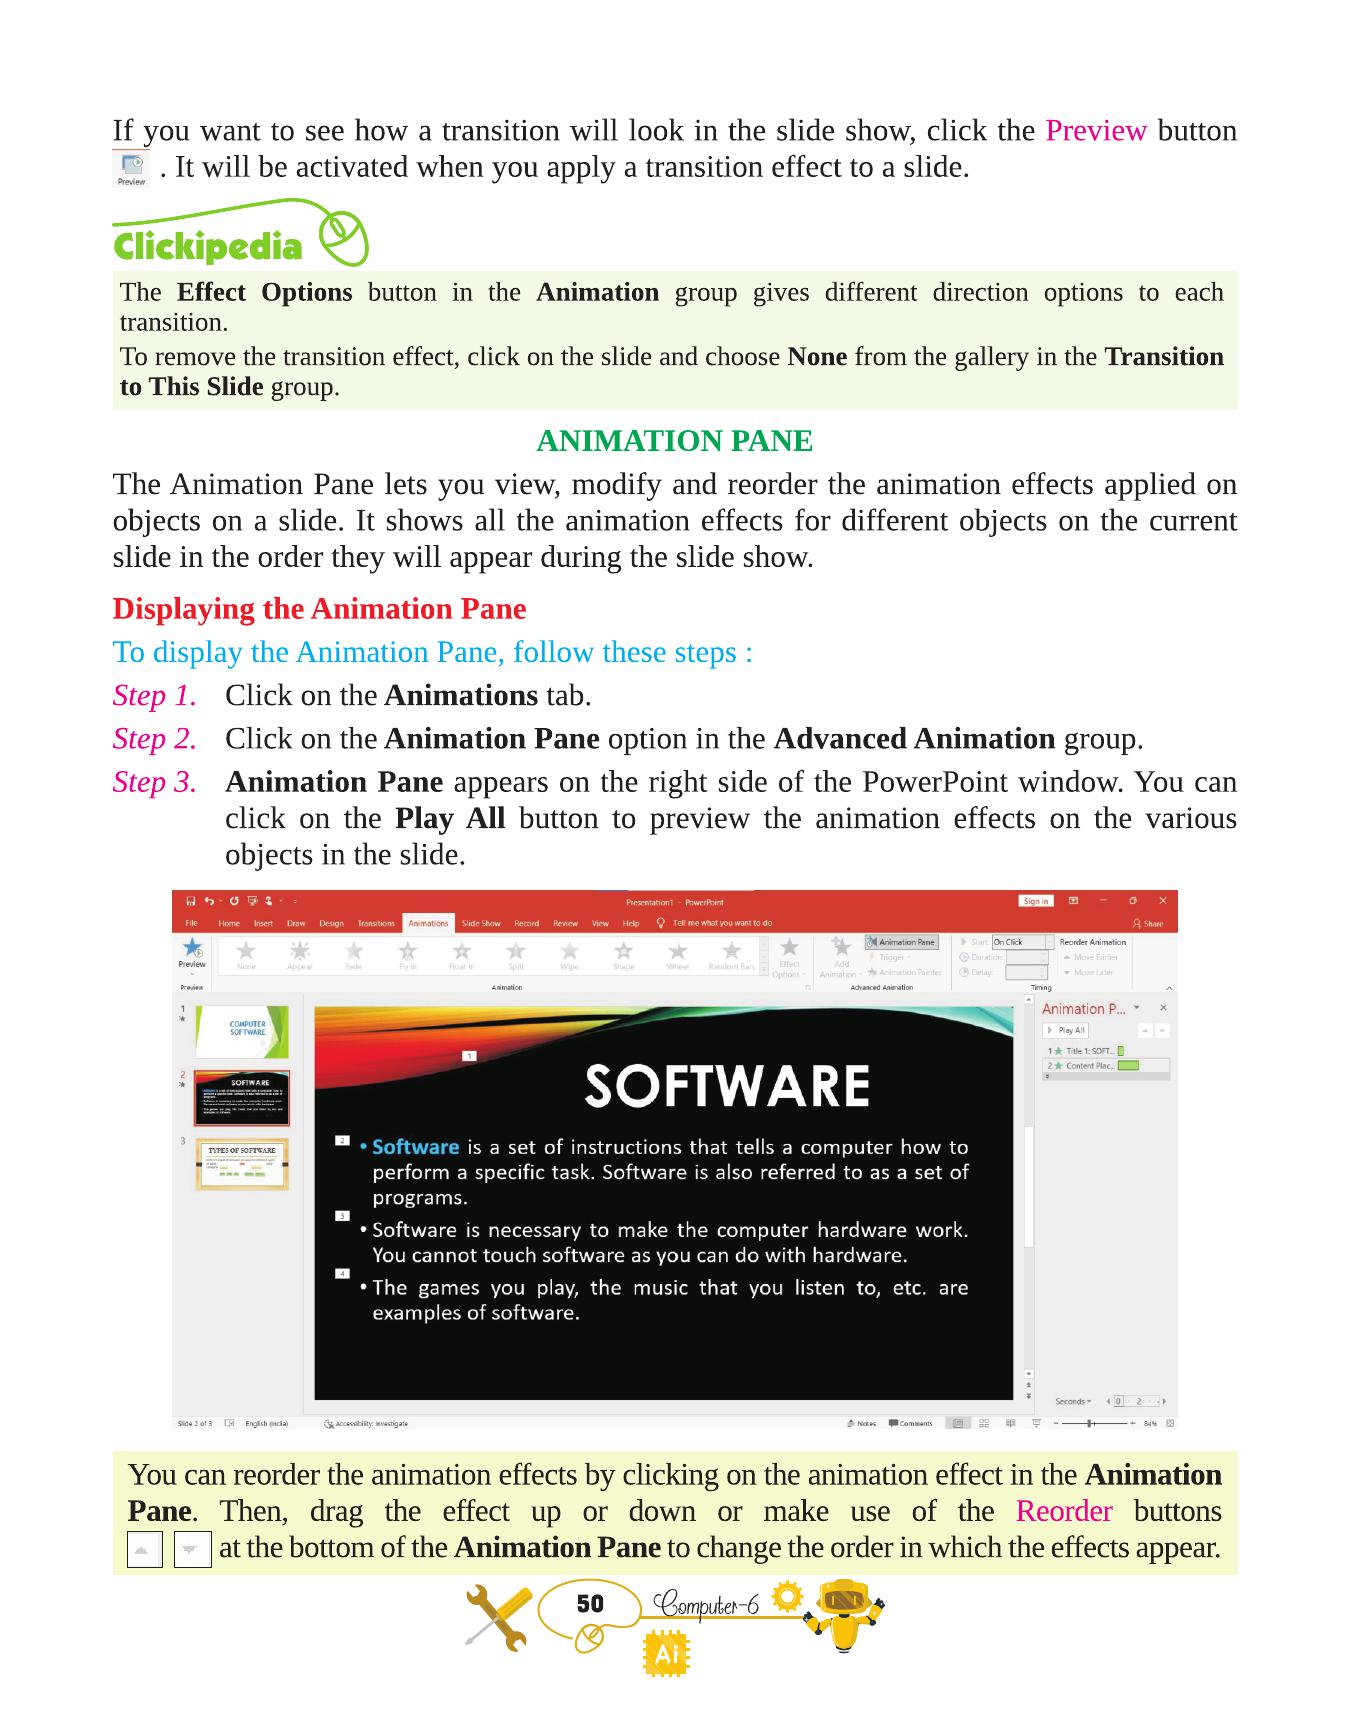 If you want to see how a transition will look in the slide show, click the Preview button
Preview . It will be activated when you apply a transition effect to a slide.
Clickipedia
The Effect Options button in the Animation group gives different direction options to each
transition.
To remove the transition effect, click on the slide and choose None from the gallery in the Transition
to This Slide group.
ANIMATION PANE
The Animation Pane lets you view, modify and reorder the animation effects applied on
objects on a slide. It shows all the animation effects for different objects on the current
slide in the order they will appear during the slide show.
Displaying the Animation Pane
To display the Animation Pane, follow these steps :
Step 1. Click on the Animations tab.
Step 2. Click on the Animation Pane option in the Advanced Animation group.
Step 3. Animation Pane appears on the right side of the PowerPoint window. You can
click on the Play All button to preview the animation effects on the various
objects in the slide.
Presentation1 - PowerPoint
Sign in
File Home Insert Draw Design Transitions Animations Slide Show Record Review View Help Tell me what you want to do Share
Preview
None Appear Fade Fly In Float In Split Wipe Shape Wheel Random Bars
Effect Options
Add Animation
Animation Pane
Trigger
Animation Painter
Start: On Click
Duration:
Delay:
Reorder Animation
Move Earlier
Move Later
Preview Animation Advanced Animation Timing
1
COMPUTER
SOFTWARE
2
SOFTWARE
3
TYPES OF SOFTWARE
1
SOFTWARE
2
• Software is a set of instructions that tells a computer how to
perform a specific task. Software is also referred to as a set of
programs.
3
• Software is necessary to make the computer hardware work.
You cannot touch software as you can do with hardware.
4
• The games you play, the music that you listen to, etc. are
examples of software.
Animation P...
Play All
1 Title 1: SOFT...
2 Content Plac...
Seconds 0 2
Slide 2 of 3 English (India) Accessibility: Investigate Notes Comments 84%
You can reorder the animation effects by clicking on the animation effect in the Animation
Pane. Then, drag the effect up or down or make use of the Reorder buttons
at the bottom of the Animation Pane to change the order in which the effects appear.
50 Computer-6
Ai